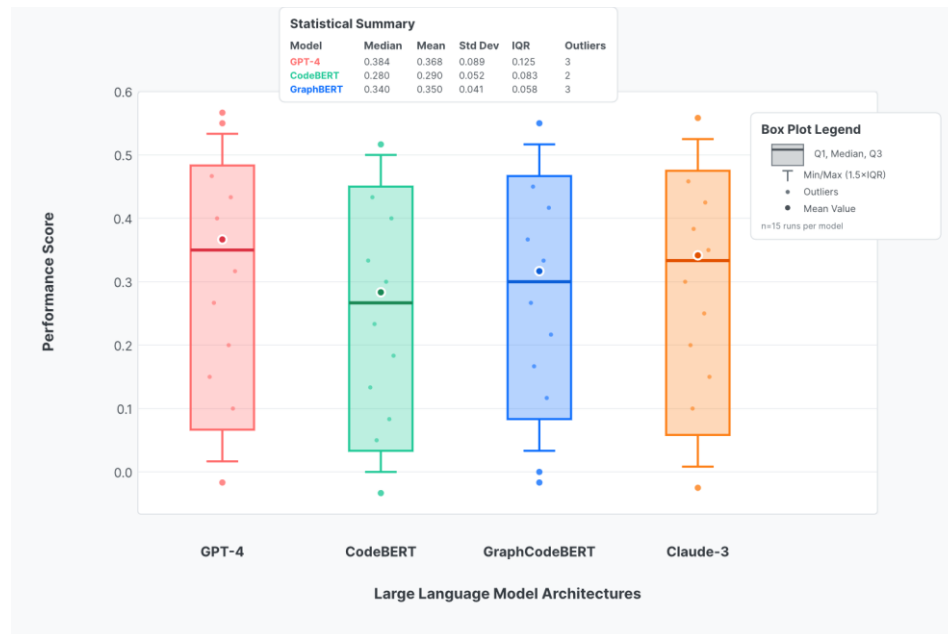 Statistical Summary
Model Median Mean Std Dev IQR Outliers
GPT-4 0.384 0.368 0.089 0.125 3
CodeBERT 0.280 0.290 0.052 0.083 2
GraphBERT 0.340 0.350 0.041 0.058 3
Box Plot Legend
Q1, Median, Q3
Min/Max (1.5×IQR)
Outliers
Mean Value
n=15 runs per model
Performance Score
0.6
0.5
0.4
0.3
0.2
0.1
0.0
GPT-4 CodeBERT GraphCodeBERT Claude-3
Large Language Model Architectures